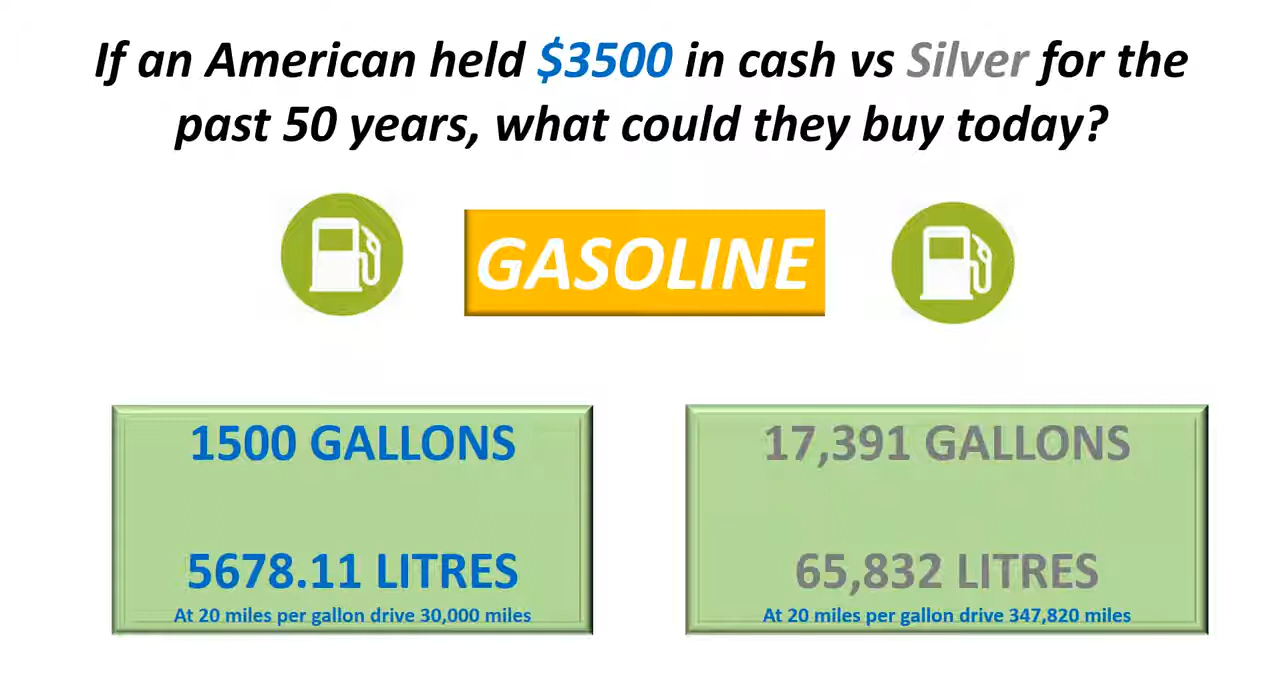 If an American held $3500 in cash vs Silver for the
past 50 years, what could they buy today?
GASOLINE
1500 GALLONS
5678.11 LITRES
At 20 miles per gallon drive 30,000 miles
17,391 GALLONS
65,832 LITRES
At 20 miles per gallon drive 347,820 miles